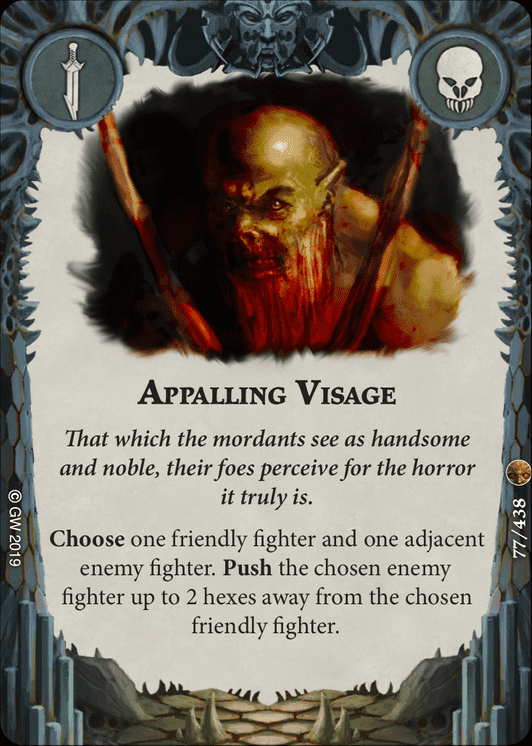 APPALLING VISAGE
That which the mordants see as handsome
and noble, their foes perceive for the horror
it truly is.
Choose one friendly fighter and one adjacent
enemy fighter. Push the chosen enemy
fighter up to 2 hexes away from the chosen
friendly fighter.
© GW 2019
77/438